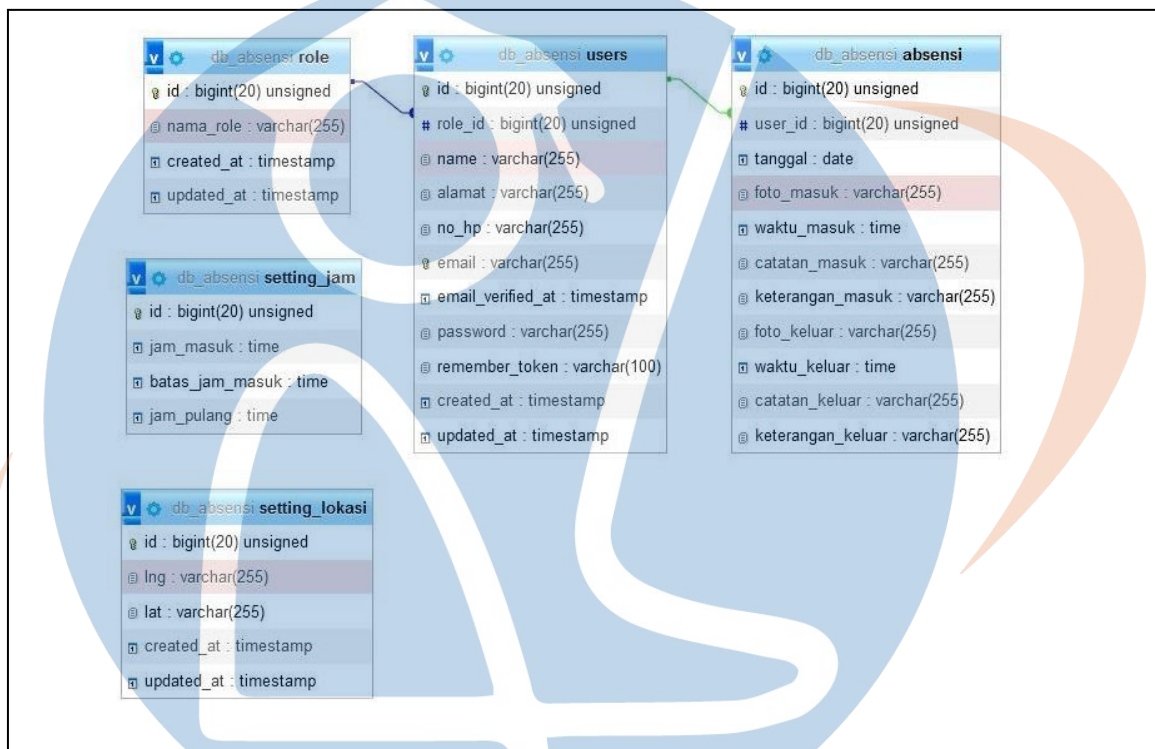 db_absensi role
id : bigint(20) unsigned
nama_role : varchar(255)
created_at : timestamp
updated_at : timestamp
db_absensi users
id : bigint(20) unsigned
role_id : bigint(20) unsigned
name : varchar(255)
alamat : varchar(255)
no_hp : varchar(255)
email : varchar(255)
email_verified_at : timestamp
password : varchar(255)
remember_token : varchar(100)
created_at : timestamp
updated_at : timestamp
db_absensi absensi
id : bigint(20) unsigned
user_id : bigint(20) unsigned
tanggal : date
foto_masuk : varchar(255)
waktu_masuk : time
catatan_masuk : varchar(255)
keterangan_masuk : varchar(255)
foto_keluar : varchar(255)
waktu_keluar : time
catatan_keluar : varchar(255)
keterangan_keluar : varchar(255)
db_absensi setting_jam
id : bigint(20) unsigned
jam_masuk : time
batas_jam_masuk : time
jam_pulang : time
db_absensi setting_lokasi
id : bigint(20) unsigned
lng : varchar(255)
lat : varchar(255)
created_at : timestamp
updated_at : timestamp